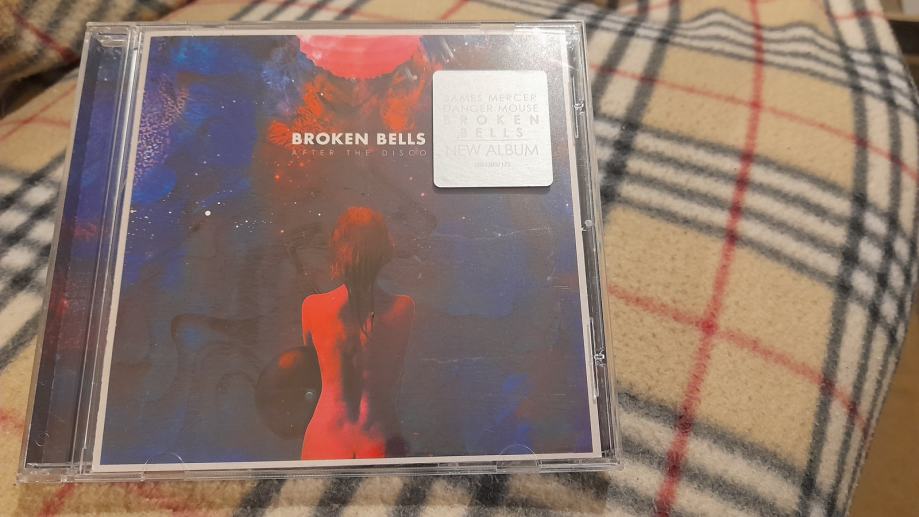 BROKEN BELLS
AFTER THE DISCO
JAMES MERCER
DANGER MOUSE
BROKEN
BELLS
NEW ALBUM